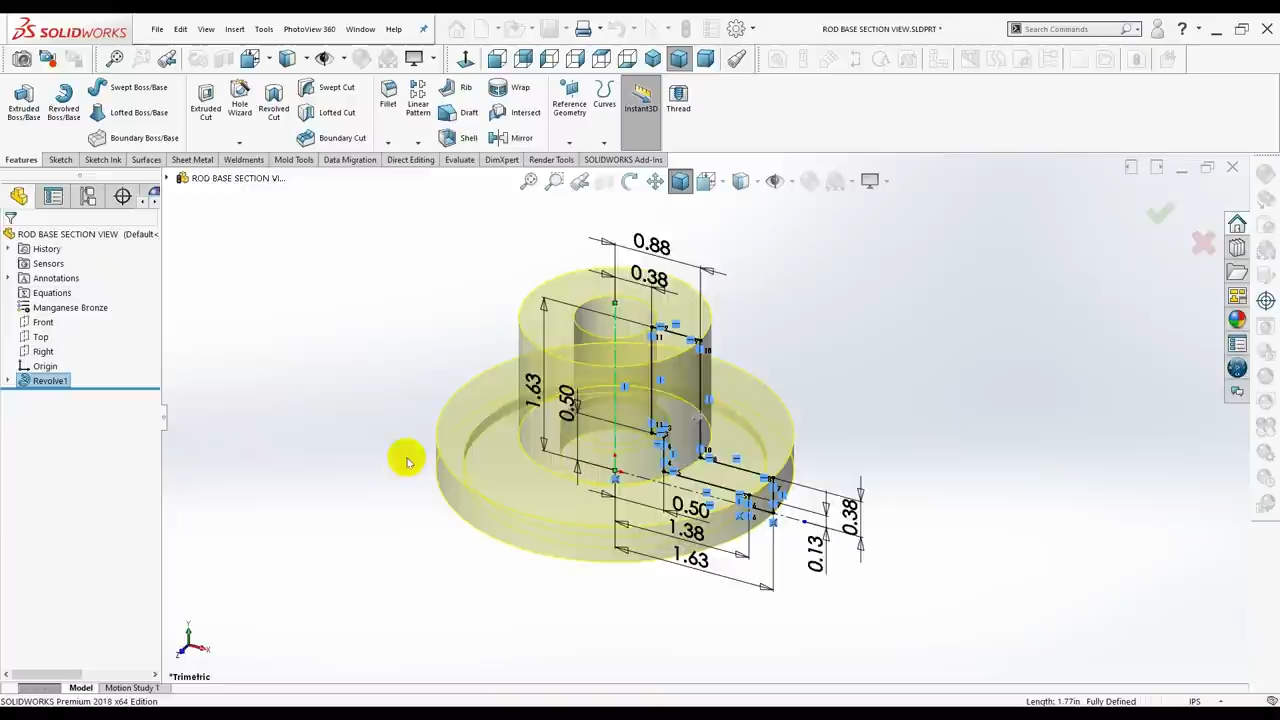 SOLIDWORKS
File Edit View Insert Tools PhotoView 360 Window Help
ROD BASE SECTION VIEW.SLDPRT *
Search Commands
?
Extruded Boss/Base
Revolved Boss/Base
Swept Boss/Base
Lofted Boss/Base
Boundary Boss/Base
Extruded Cut
Hole Wizard
Revolved Cut
Swept Cut
Lofted Cut
Boundary Cut
Fillet
Linear Pattern
Rib
Draft
Shell
Wrap
Intersect
Mirror
Reference Geometry
Curves
Instant3D
Thread
Features Sketch Sketch Ink Surfaces Sheet Metal Weldments Mold Tools Data Migration Direct Editing Evaluate DimXpert Render Tools SOLIDWORKS Add-Ins
ROD BASE SECTION VI...
ROD BASE SECTION VIEW (Default<
History
Sensors
Annotations
Equations
Manganese Bronze
Front
Top
Right
Origin
Revolve1
0.88
0.38
1.63
0.50
0.50
1.38
1.63
0.13
0.38
Y
X
Z
*Trimetric
Model Motion Study 1
SOLIDWORKS Premium 2018 x64 Edition
Length: 1.77in Fully Defined IPS